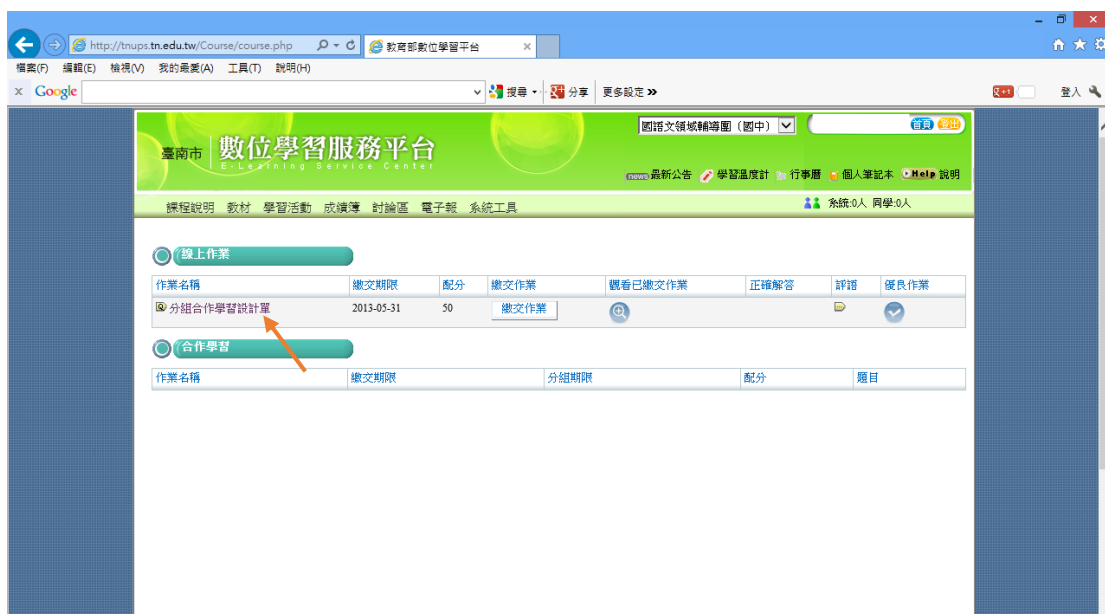 http://tnups.tn.edu.tw/Course/course.php 教育部數位學習平台
檔案(F) 編輯(E) 檢視(V) 我的最愛(A) 工具(T) 說明(H)
x Google 搜尋 分享 更多設定 » 登入
國語文領域輔導團（國中） 首頁 登出
臺南市 數位學習服務平台
E-Learning Service Center
news 最新公告 學習溫度計 行事曆 個人筆記本 Help 說明
課程說明 教材 學習活動 成績簿 討論區 電子報 系統工具 系統:0人 同學:0人
線上作業
作業名稱 繳交期限 配分 繳交作業 觀看已繳交作業 正確解答 評語 優良作業
分組合作學習設計單 2013-05-31 50 繳交作業
合作學習
作業名稱 繳交期限 分組期限 配分 題目